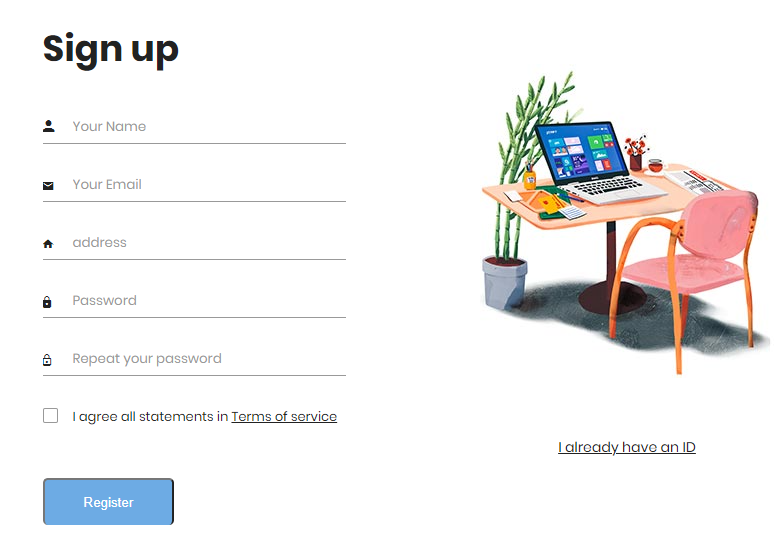 Sign up
Your Name
Your Email
address
Password
Repeat your password
I agree all statements in Terms of service
I already have an ID
Register